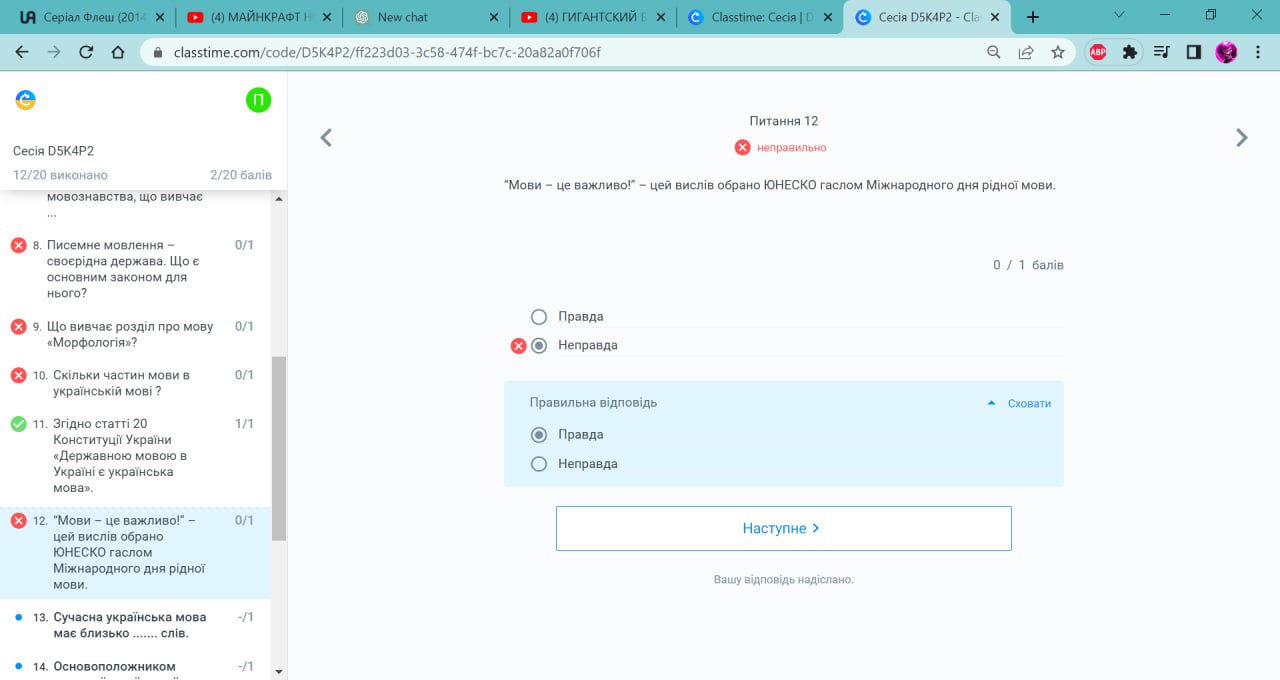 Серіал Флеш (2014
(4) МАЙНКРАФТ Н
New chat
(4) ГИГАНТСКИЙ Б
Classtime: Сесія | D
Сесія D5K4P2 - Cla
classtime.com/code/D5K4P2/ff223d03-3c58-474f-bc7c-20a82a0f706f
ABP
П
Сесія D5K4P2
12/20 виконано
2/20 балів
мовознавства, що вивчає
...
8. Писемне мовлення – 0/1
своєрідна держава. Що є
основним законом для
нього?
9. Що вивчає розділ про мову 0/1
«Морфологія»?
10. Скільки частин мови в 0/1
українській мові ?
11. Згідно статті 20 1/1
Конституції України
«Державною мовою в
Україні є українська
мова».
12. “Мови – це важливо!” – 0/1
цей вислів обрано
ЮНЕСКО гаслом
Міжнародного дня рідної
мови.
13. Сучасна українська мова -/1
має близько ....... слів.
14. Основоположником -/1
Питання 12
неправильно
“Мови – це важливо!” – цей вислів обрано ЮНЕСКО гаслом Міжнародного дня рідної мови.
0 / 1 балів
Правда
Неправда
Правильна відповідь
Сховати
Правда
Неправда
Наступне
Вашу відповідь надіслано.